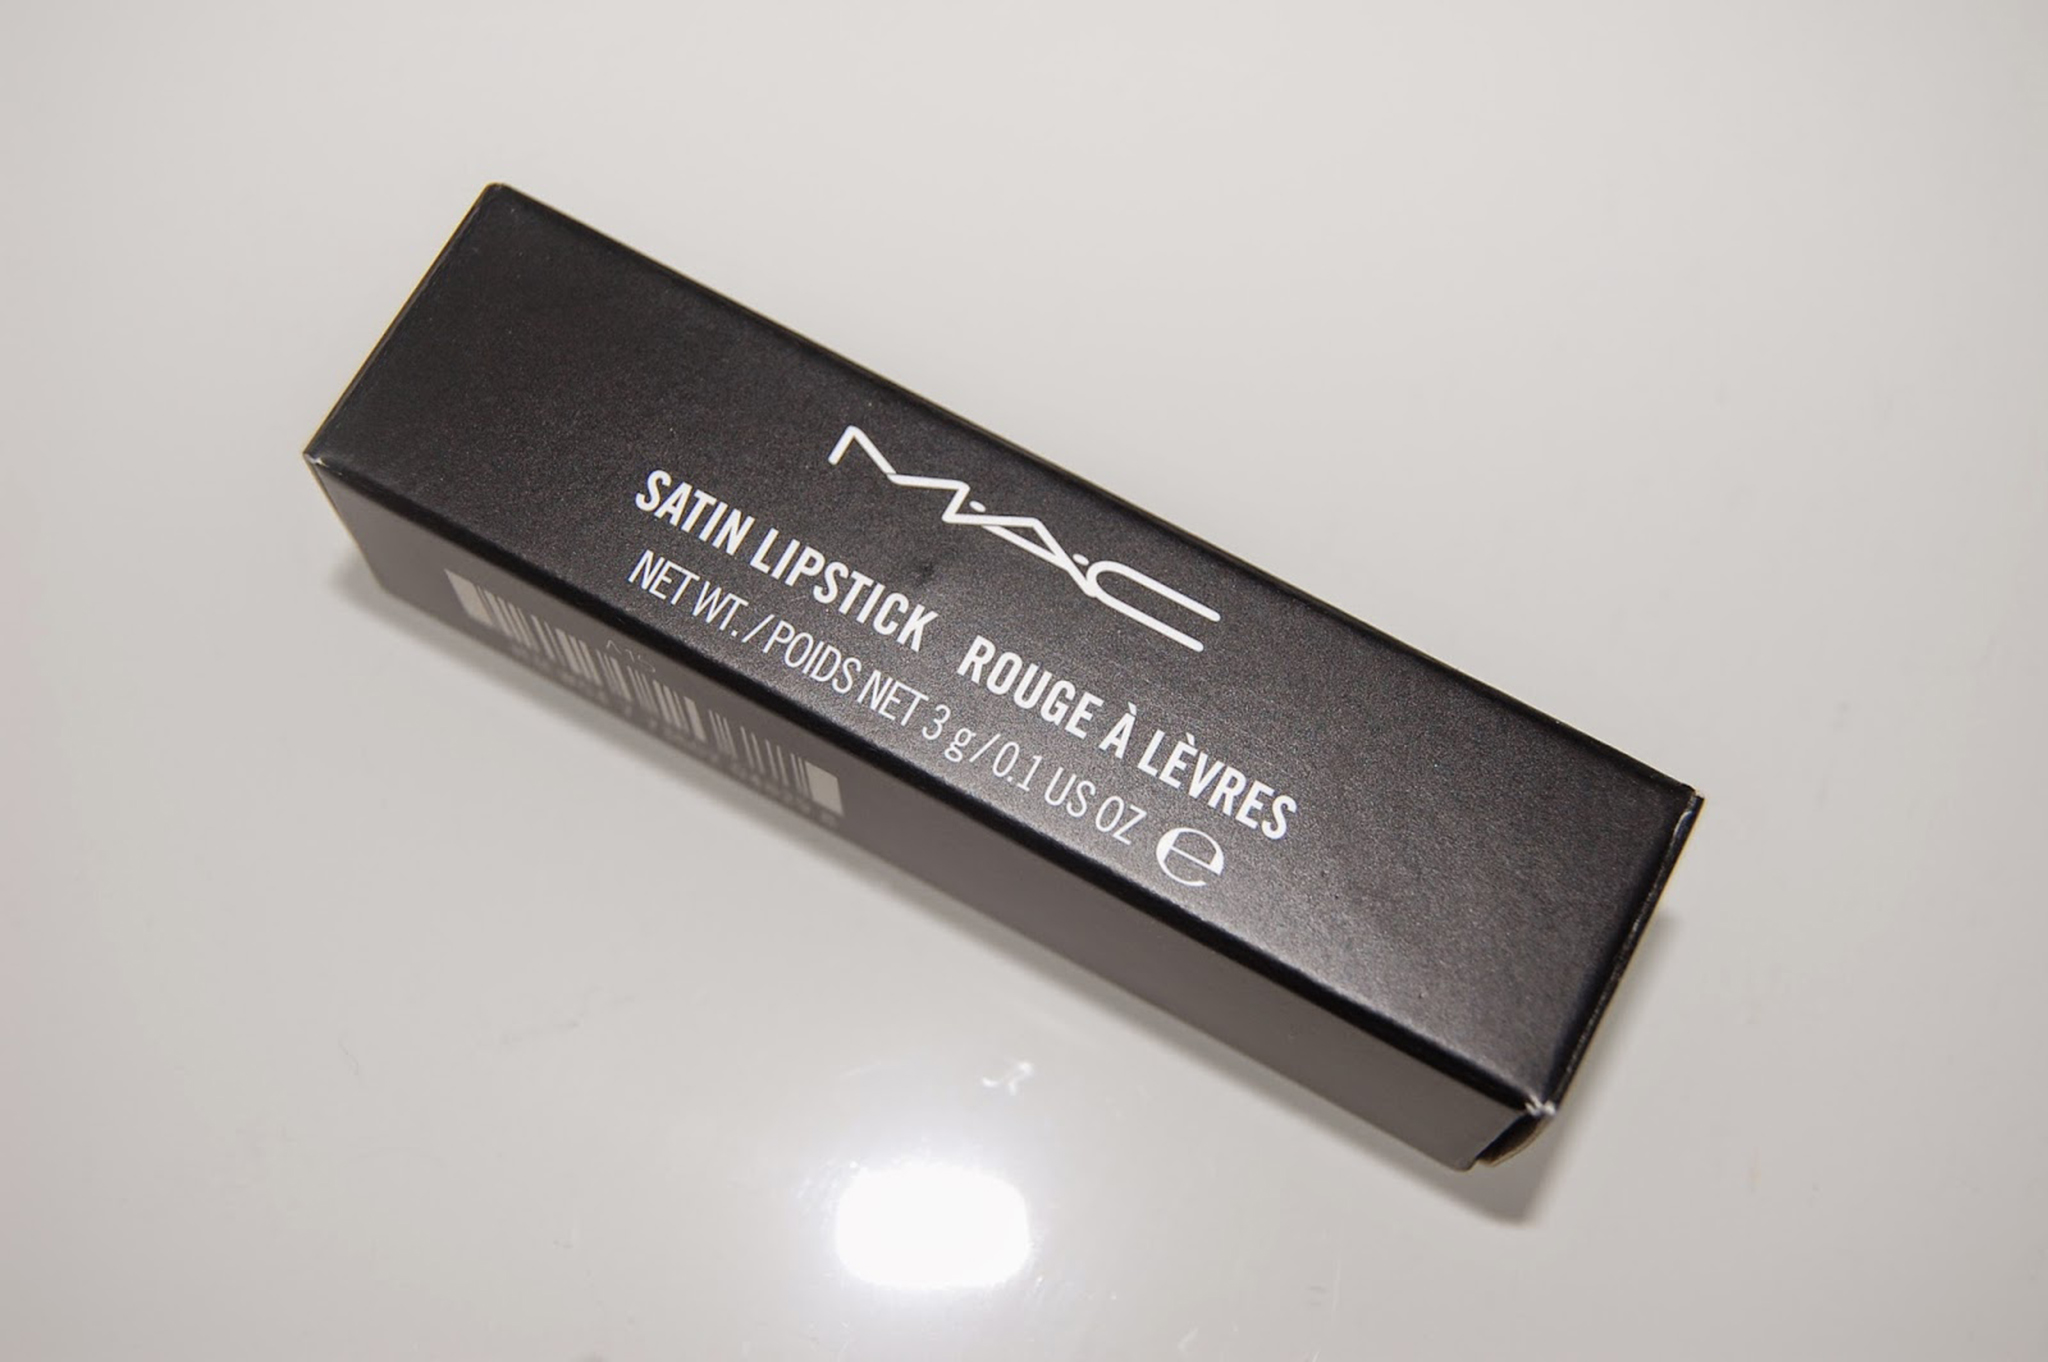 M·A·C
SATIN LIPSTICK ROUGE À LÈVRES
NET WT. / POIDS NET 3 g / 0.1 US OZ e